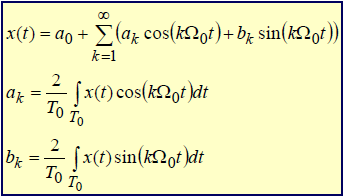 x(t) = a₀ + ∑_{k=1}^{∞} (a_k cos(kΩ₀t) + b_k sin(kΩ₀t))
a_k = 2/T₀ ∫_{T₀} x(t) cos(kΩ₀t)dt
b_k = 2/T₀ ∫_{T₀} x(t) sin(kΩ₀t)dt